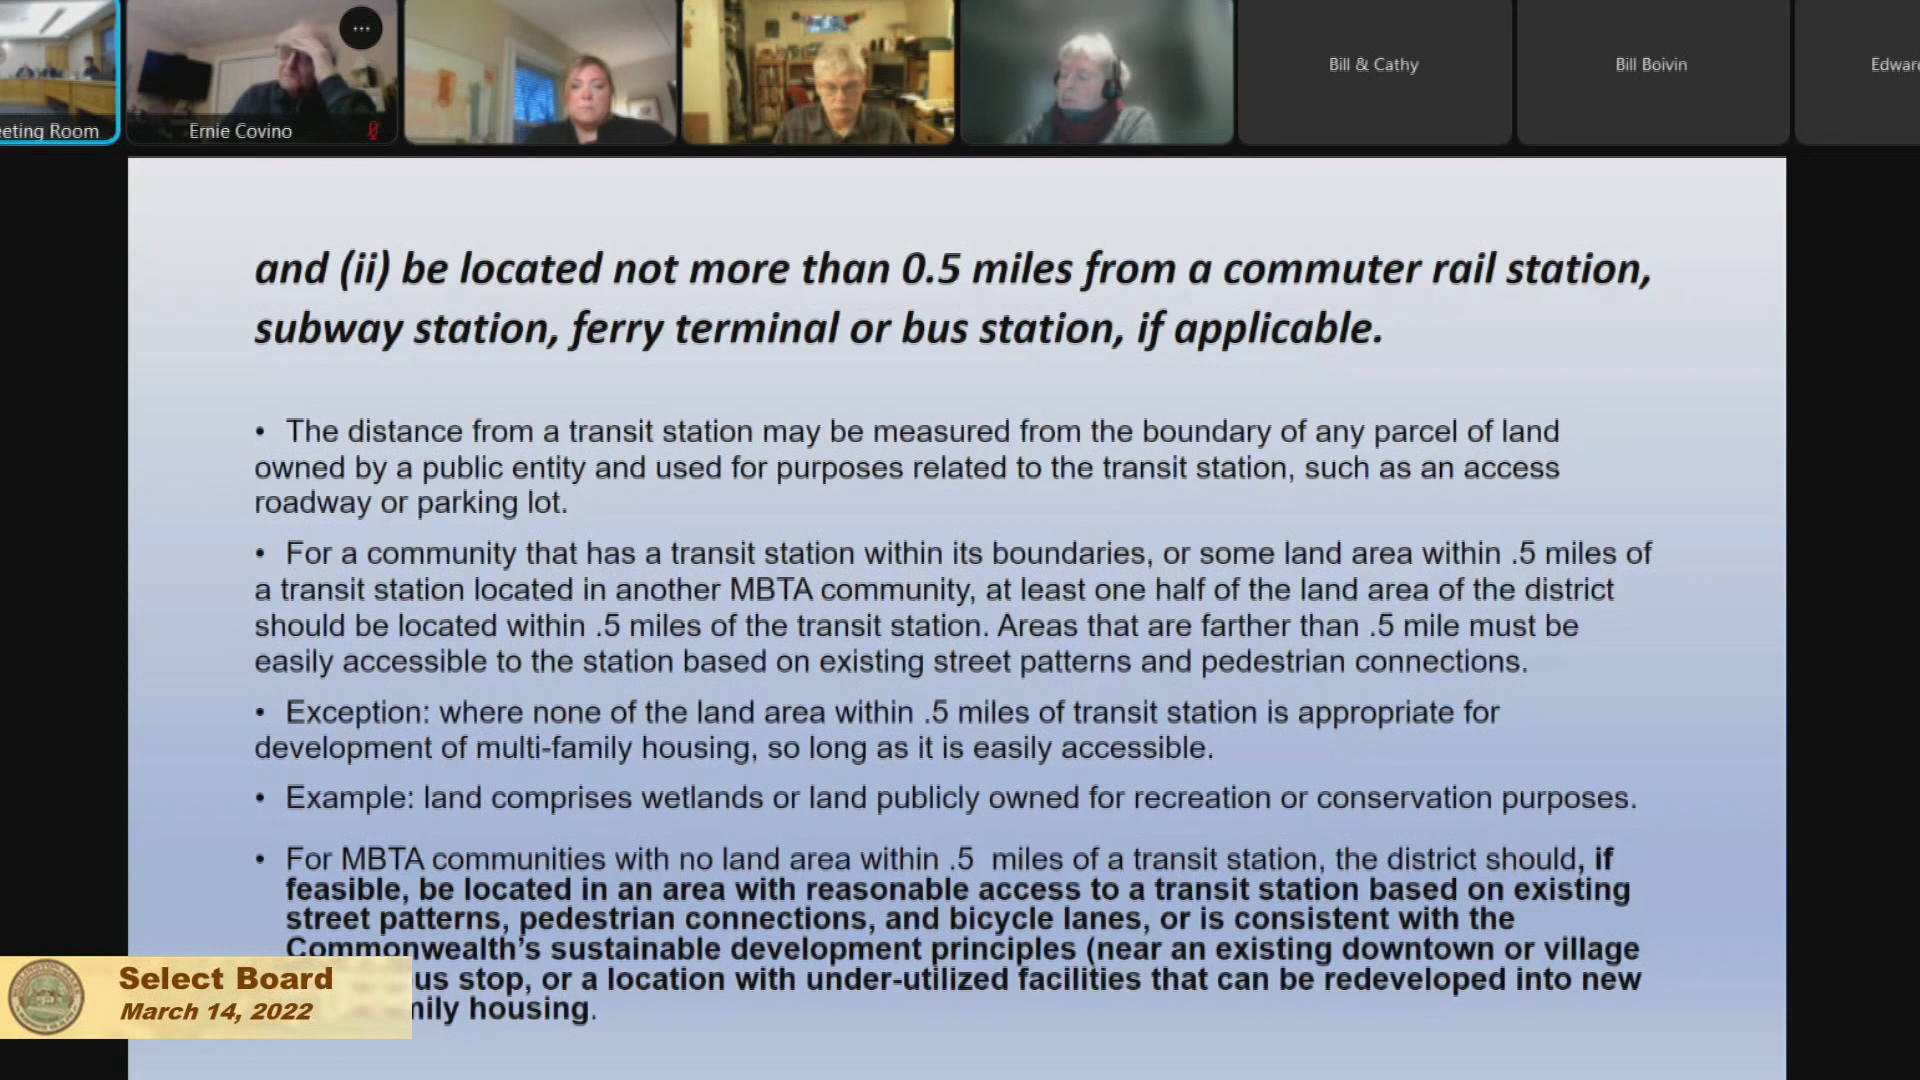 eeting Room
Ernie Covino
Bill & Cathy
Bill Boivin
Edwar
and (ii) be located not more than 0.5 miles from a commuter rail station,
subway station, ferry terminal or bus station, if applicable.
• The distance from a transit station may be measured from the boundary of any parcel of land
owned by a public entity and used for purposes related to the transit station, such as an access
roadway or parking lot.
• For a community that has a transit station within its boundaries, or some land area within .5 miles of
a transit station located in another MBTA community, at least one half of the land area of the district
should be located within .5 miles of the transit station. Areas that are farther than .5 mile must be
easily accessible to the station based on existing street patterns and pedestrian connections.
• Exception: where none of the land area within .5 miles of transit station is appropriate for
development of multi-family housing, so long as it is easily accessible.
• Example: land comprises wetlands or land publicly owned for recreation or conservation purposes.
• For MBTA communities with no land area within .5 miles of a transit station, the district should, if
feasible, be located in an area with reasonable access to a transit station based on existing
street patterns, pedestrian connections, and bicycle lanes, or is consistent with the
Commonwealth's sustainable development principles (near an existing downtown or village
us stop, or a location with under-utilized facilities that can be redeveloped into new
mily housing.
Select Board
March 14, 2022